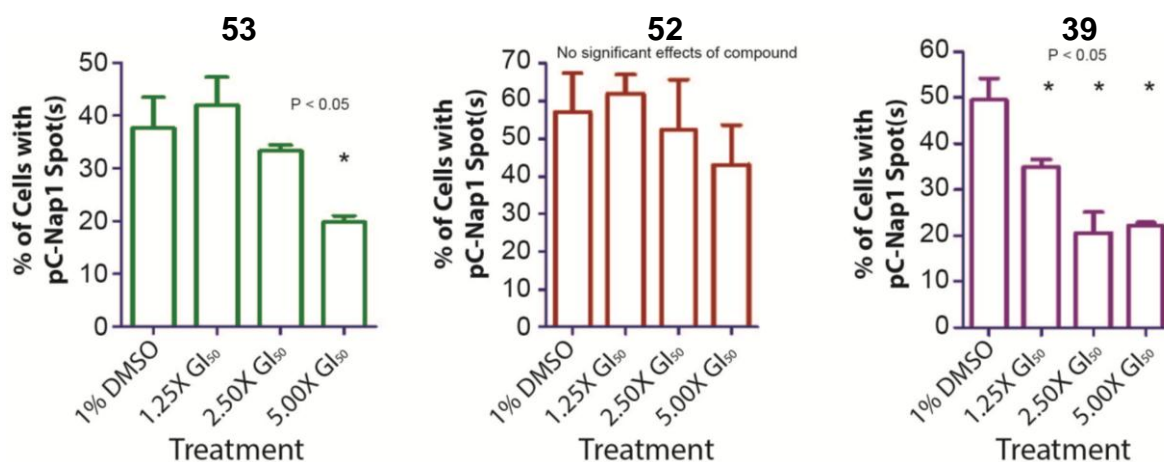 53
% of Cells with
pC-Nap1 Spot(s)
50
40
30
20
10
0
P < 0.05
*
1% DMSO
1.25X GI₅₀
2.50X GI₅₀
5.00X GI₅₀
Treatment
52
No significant effects of compound
% of Cells with
pC-Nap1 Spot(s)
70
60
50
40
30
20
10
0
1% DMSO
1.25X GI₅₀
2.50X GI₅₀
5.00X GI₅₀
Treatment
39
P < 0.05
% of Cells with
pC-Nap1 Spot(s)
60
50
40
30
20
10
0
* * *
1% DMSO
1.25X GI₅₀
2.50X GI₅₀
5.00X GI₅₀
Treatment